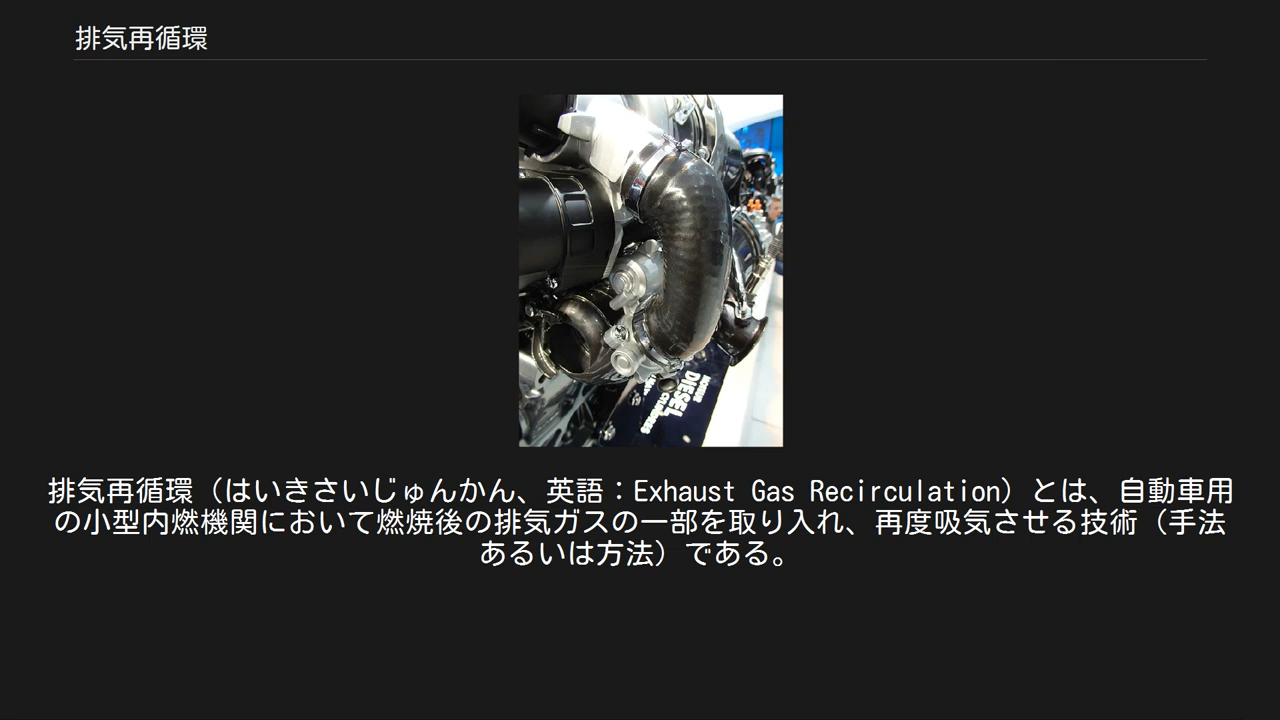 排気再循環
DIESEL
排気再循環（はいきさいじゅんかん、英語：Exhaust Gas Recirculation）とは、自動車用
の小型内燃機関において燃焼後の排気ガスの一部を取り入れ、再度吸気させる技術（手法
あるいは方法）である。